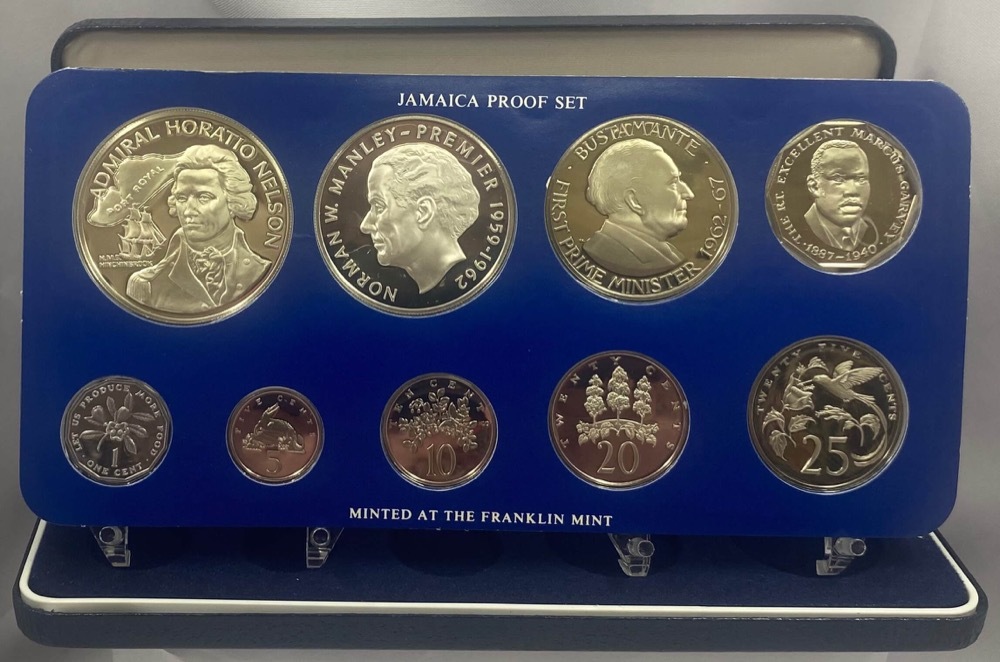 JAMAICA PROOF SET
ADMIRAL HORATIO NELSON
PORT ROYAL
H.M.S.
HINCHINBROOK
NORMAN W. MANLEY - PREMIER 1959-1962
BUSTAMANTE
FIRST PRIME MINISTER 1962-67
THE RT. EXCELLENT MARCUS GARVEY
1887-1940
LET US PRODUCE MORE FOOD
1
ONE CENT
FIVE CENTS
5
TEN CENTS
10
TWENTY CENTS
20
TWENTY FIVE CENTS
25
MINTED AT THE FRANKLIN MINT